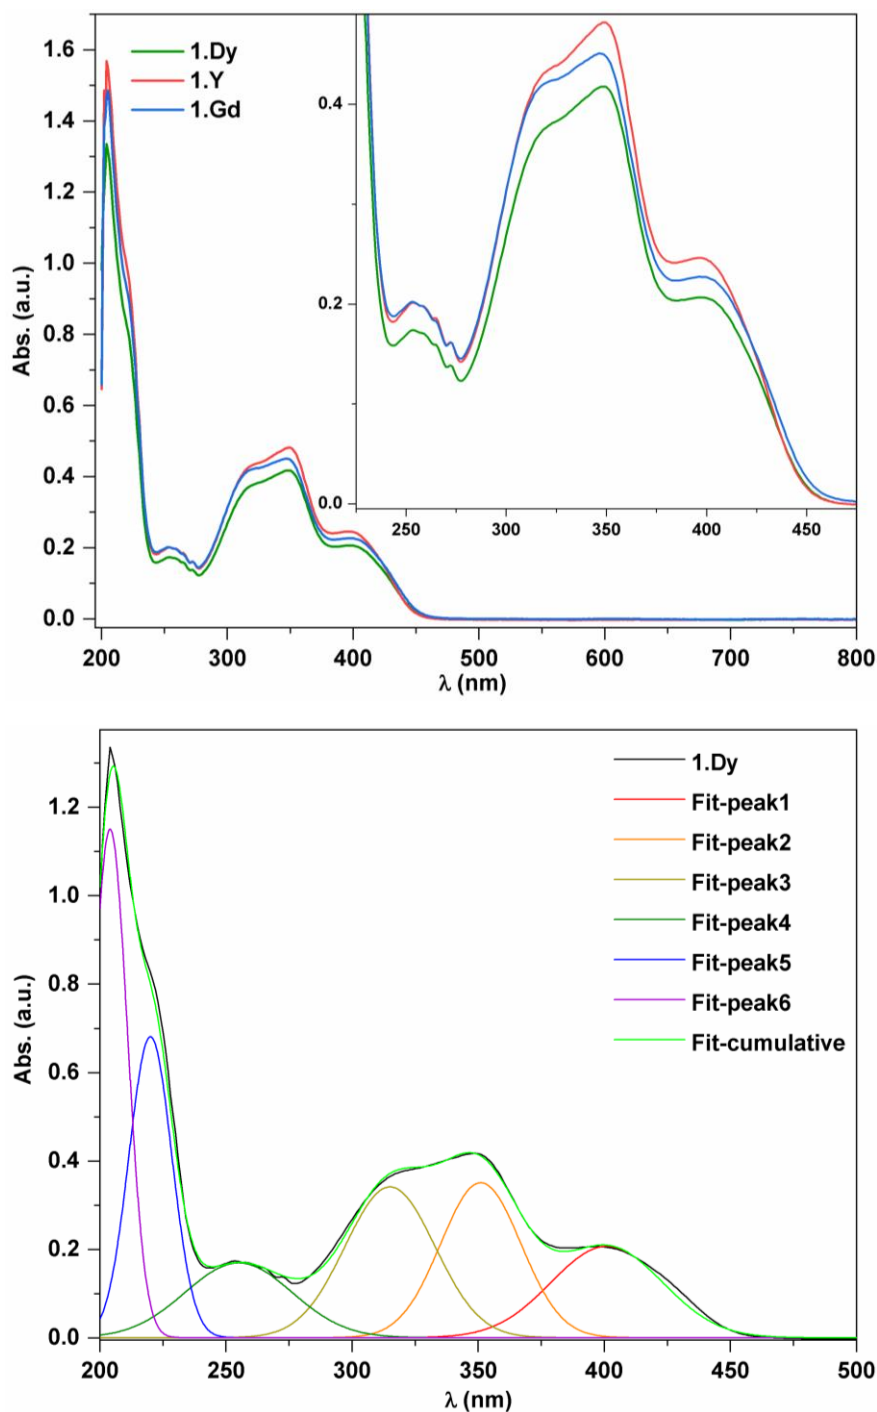 1.Dy
1.Y
1.Gd
Abs. (a.u.)
1.6
1.4
1.2
1.0
0.8
0.6
0.4
0.2
0.0
200 300 400 500 600 700 800
λ (nm)
0.4
0.2
0.0
250 300 350 400 450
1.Dy
Fit-peak1
Fit-peak2
Fit-peak3
Fit-peak4
Fit-peak5
Fit-peak6
Fit-cumulative
Abs. (a.u.)
1.2
1.0
0.8
0.6
0.4
0.2
0.0
200 250 300 350 400 450 500
λ (nm)